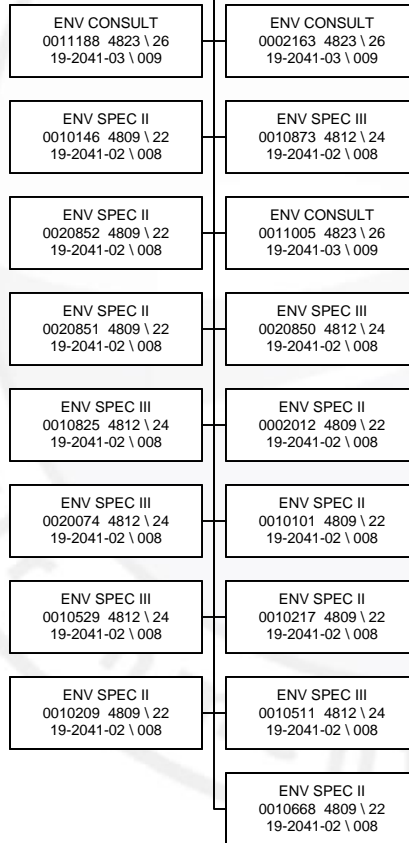 ENV CONSULT
0011188 4823 \ 26
19-2041-03 \ 009
ENV CONSULT
0002163 4823 \ 26
19-2041-03 \ 009
ENV SPEC II
0010146 4809 \ 22
19-2041-02 \ 008
ENV SPEC III
0010873 4812 \ 24
19-2041-02 \ 008
ENV SPEC II
0020852 4809 \ 22
19-2041-02 \ 008
ENV CONSULT
0011005 4823 \ 26
19-2041-03 \ 009
ENV SPEC II
0020851 4809 \ 22
19-2041-02 \ 008
ENV SPEC III
0020850 4812 \ 24
19-2041-02 \ 008
ENV SPEC III
0010825 4812 \ 24
19-2041-02 \ 008
ENV SPEC II
0002012 4809 \ 22
19-2041-02 \ 008
ENV SPEC III
0020074 4812 \ 24
19-2041-02 \ 008
ENV SPEC II
0010101 4809 \ 22
19-2041-02 \ 008
ENV SPEC III
0010529 4812 \ 24
19-2041-02 \ 008
ENV SPEC II
0010217 4809 \ 22
19-2041-02 \ 008
ENV SPEC II
0010209 4809 \ 22
19-2041-02 \ 008
ENV SPEC III
0010511 4812 \ 24
19-2041-02 \ 008
ENV SPEC II
0010668 4809 \ 22
19-2041-02 \ 008